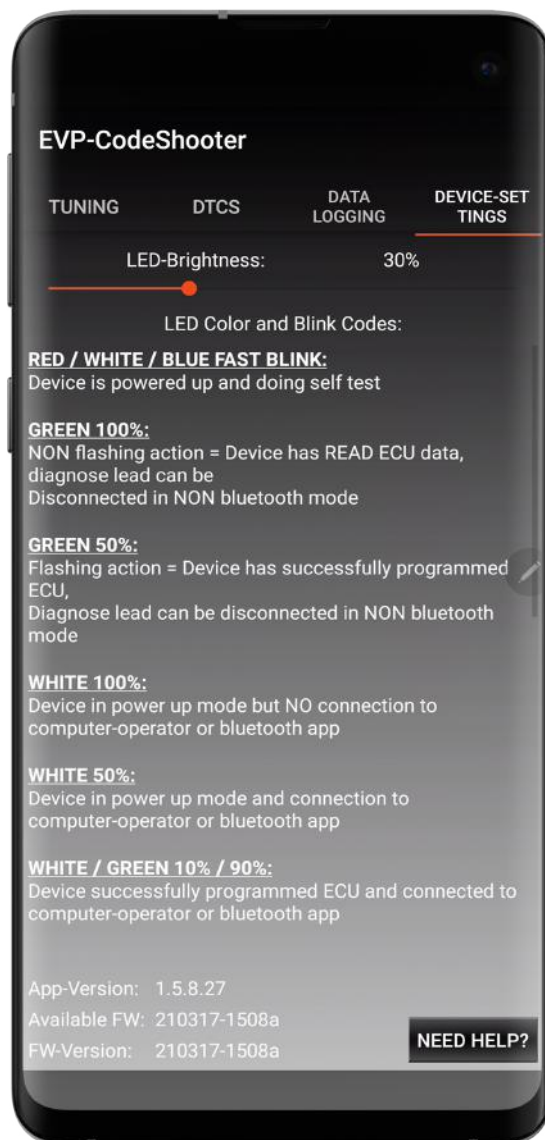 EVP-CodeShooter
TUNING
DTCS
DATA
LOGGING
DEVICE-SET
TINGS
LED-Brightness: 30%
LED Color and Blink Codes:
RED / WHITE / BLUE FAST BLINK:
Device is powered up and doing self test
GREEN 100%:
NON flashing action = Device has READ ECU data,
diagnose lead can be
Disconnected in NON bluetooth mode
GREEN 50%:
Flashing action = Device has successfully programmed
ECU,
Diagnose lead can be disconnected in NON bluetooth
mode
WHITE 100%:
Device in power up mode but NO connection to
computer-operator or bluetooth app
WHITE 50%:
Device in power up mode and connection to
computer-operator or bluetooth app
WHITE / GREEN 10% / 90%:
Device successfully programmed ECU and connected to
computer-operator or bluetooth app
App-Version: 1.5.8.27
Available FW: 210317-1508a
FW-Version: 210317-1508a
NEED HELP?